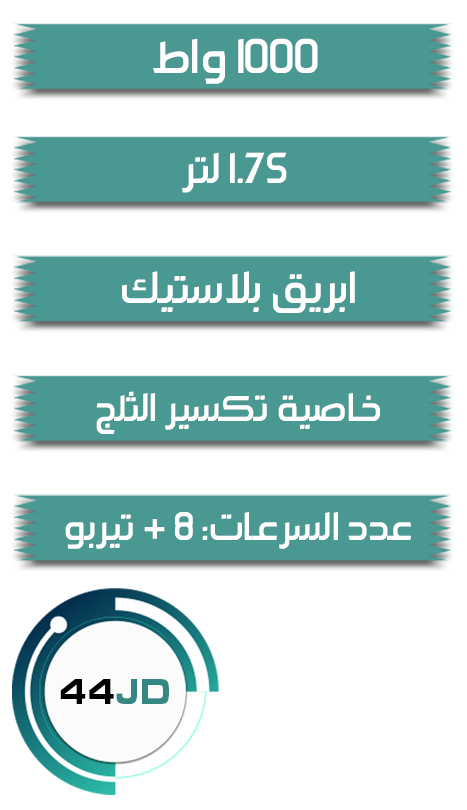 1000 واط
1.75 لتر
ابريق بلاستيك
خاصية تكسير الثلج
عدد السرعات: 8 + تيربو
44JD